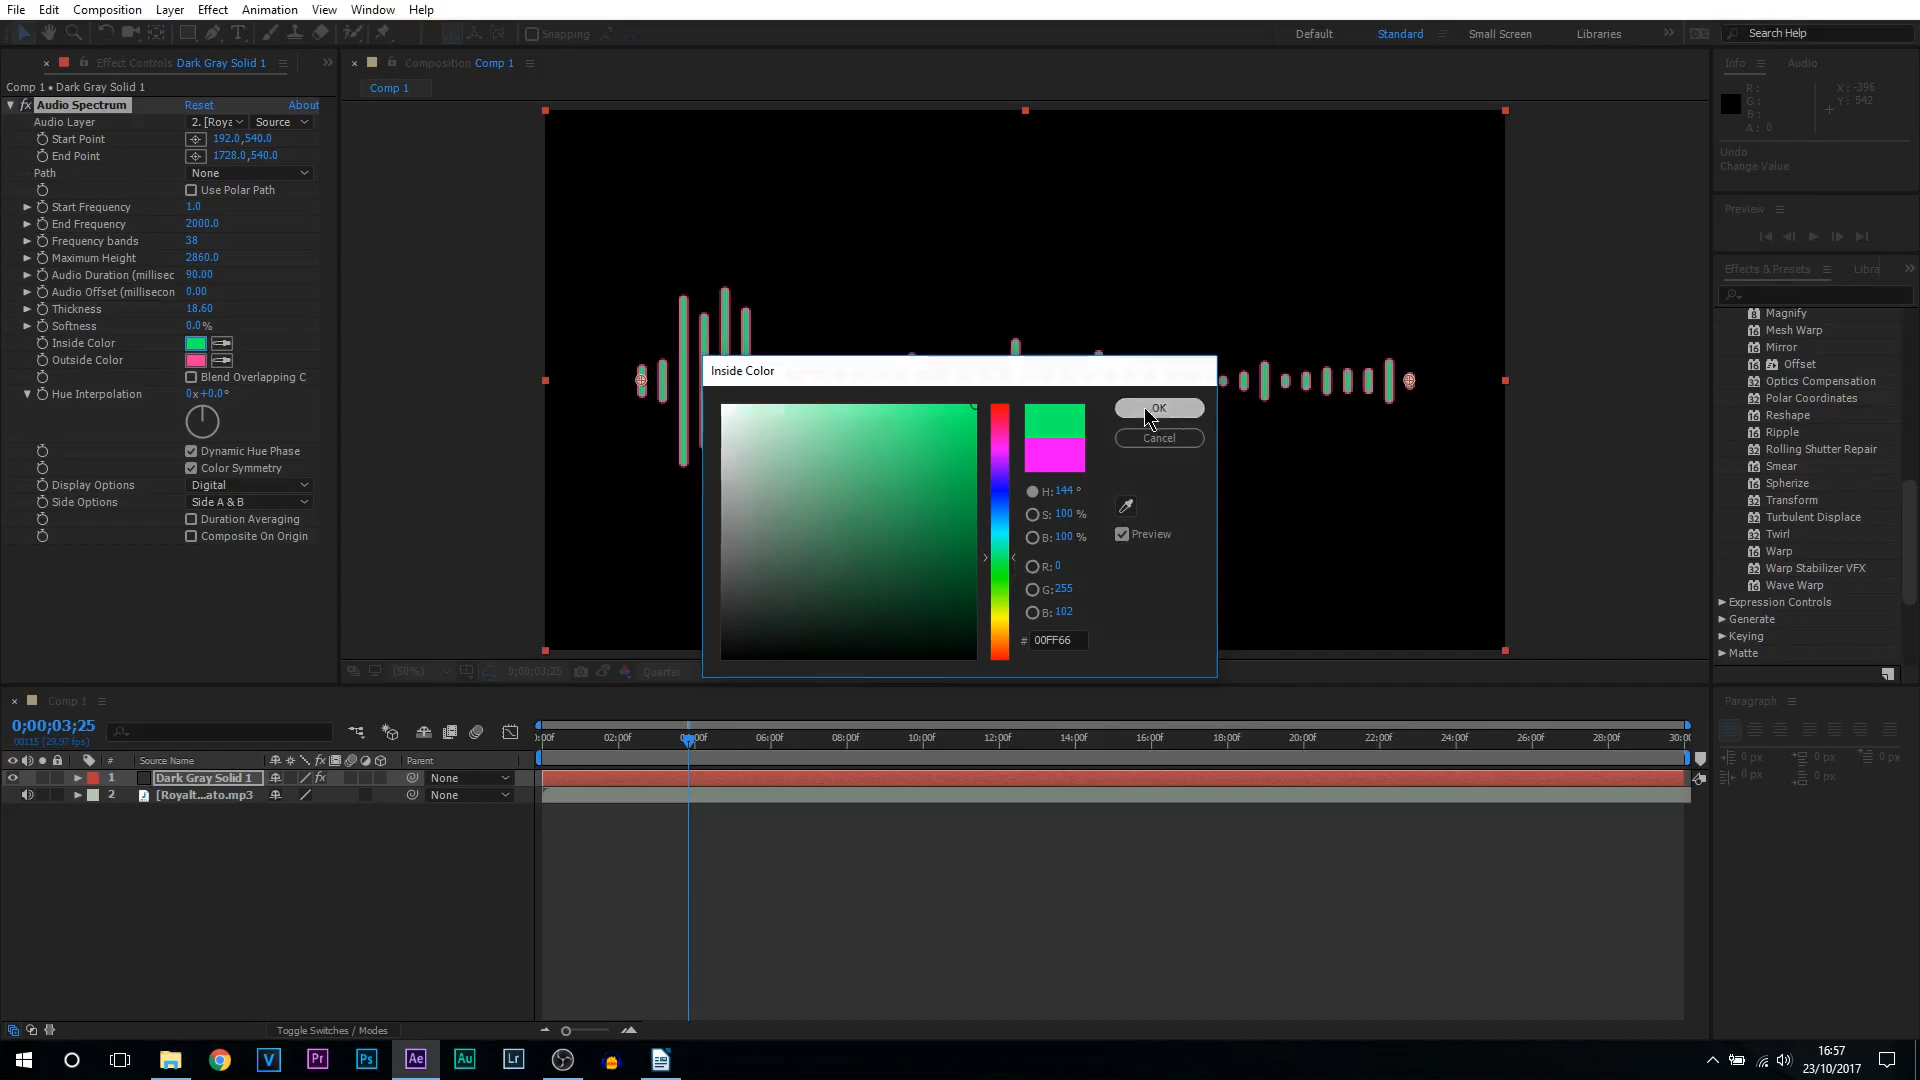 File Edit Composition Layer Effect Animation View Window Help
Snapping
Default Standard Small Screen Libraries
Search Help
Effect Controls Dark Gray Solid 1
Composition Comp 1
Info Audio
Comp 1 • Dark Gray Solid 1
Comp 1
fx Audio Spectrum Reset About
Audio Layer 2. [Roya Source
Start Point 192.0,540.0
End Point 1728.0,540.0
Path None
Use Polar Path
Start Frequency 1.0
End Frequency 2000.0
Frequency bands 38
Maximum Height 2860.0
Audio Duration (millisec 90.00
Audio Offset (millisecon 0.00
Thickness 18.60
Softness 0.0%
Inside Color
Outside Color
Blend Overlapping C
Hue Interpolation 0x+0.0°
Dynamic Hue Phase
Color Symmetry
Display Options Digital
Side Options Side A & B
Duration Averaging
Composite On Origin
R:
G:
B:
A: 0
X: -396
Y: 542
Undo
Change Value
Preview
Effects & Presets Libra
Magnify
Mesh Warp
Mirror
Offset
Optics Compensation
Polar Coordinates
Reshape
Ripple
Rolling Shutter Repair
Smear
Spherize
Transform
Turbulent Displace
Twirl
Warp
Warp Stabilizer VFX
Wave Warp
Expression Controls
Generate
Keying
Matte
Inside Color
OK
Cancel
H: 144 °
S: 100 %
B: 100 %
R: 0
G: 255
B: 102
# 00FF66
Preview
(50%) 0;00;03;25 Quarter
Comp 1
Paragraph
0;00;03;25
00115 (29.97 fps)
:00f 02:00f 04:00f 06:00f 08:00f 10:00f 12:00f 14:00f 16:00f 18:00f 20:00f 22:00f 24:00f 26:00f 28:00f 30:00
0 px 0 px 0 px
0 px 0 px
# Source Name fx Parent
1 Dark Gray Solid 1 fx None
2 [Royalt...ato.mp3 None
Toggle Switches / Modes
V Pr Ps Ae Au Lr
16:57
23/10/2017